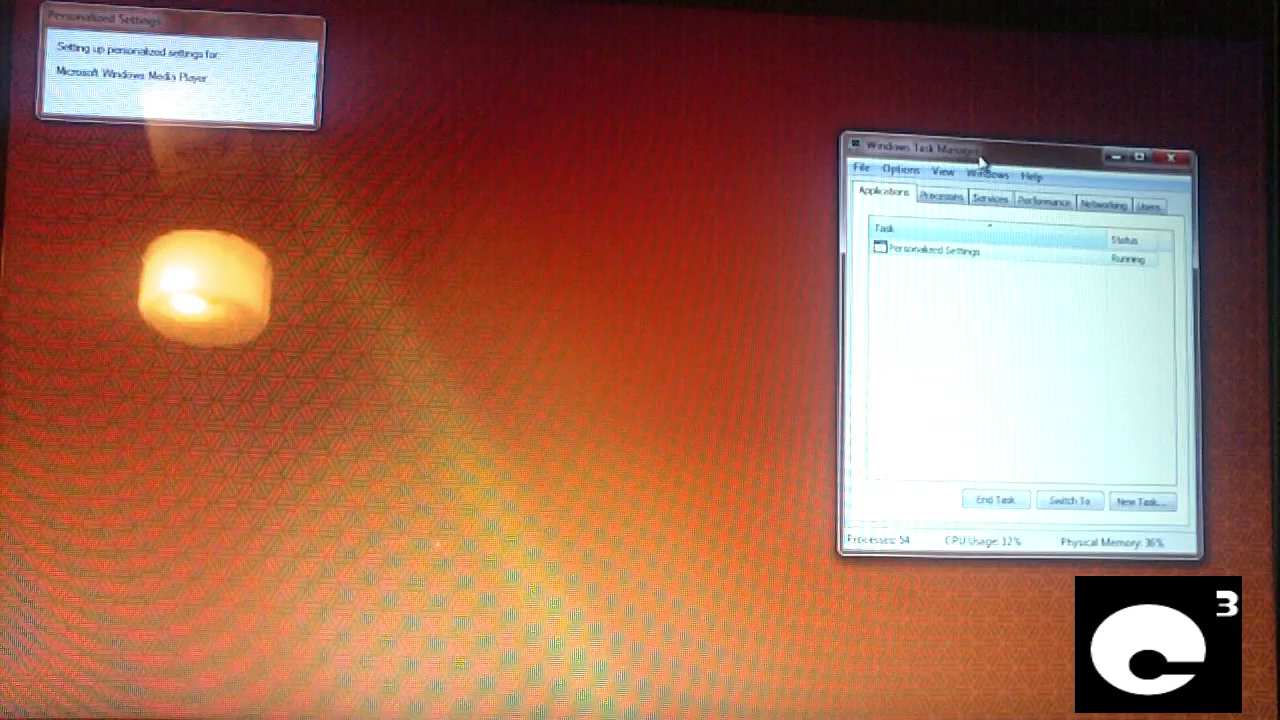 Personalized Settings
Setting up personalized settings for:
Microsoft Windows Media Player
Windows Task Manager
File Options View Windows Help
Applications Processes Services Performance Networking Users
Task Status
Personalized Settings Running
End Task Switch To New Task...
Processes: 54 CPU Usage: 12% Physical Memory: 36%
e3